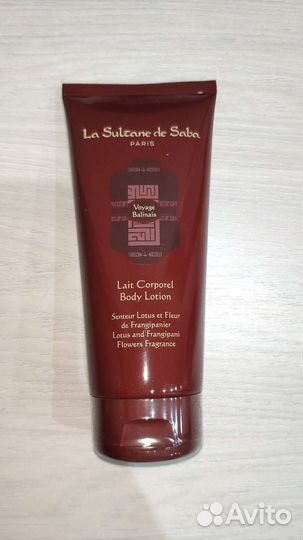 La Sultane de Saba
PARIS
Voyage
Balinais
Lait Corporel
Body Lotion
Senteur Lotus et Fleur
de Frangipanier
Lotus and Frangipani
Flowers Fragrance
Avito